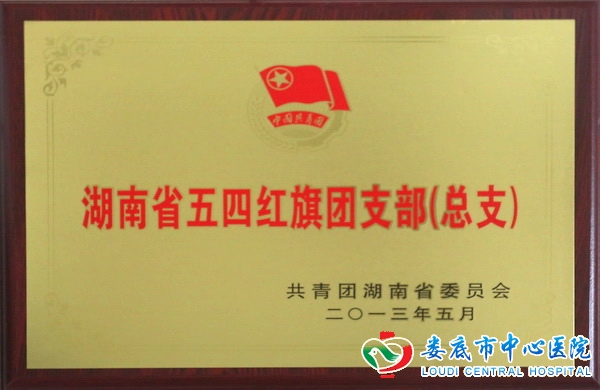 中国共青团
湖南省五四红旗团支部(总支)
共青团湖南省委员会
二〇一三年五月
娄底市中心医院
LOUDI CENTRAL HOSPITAL